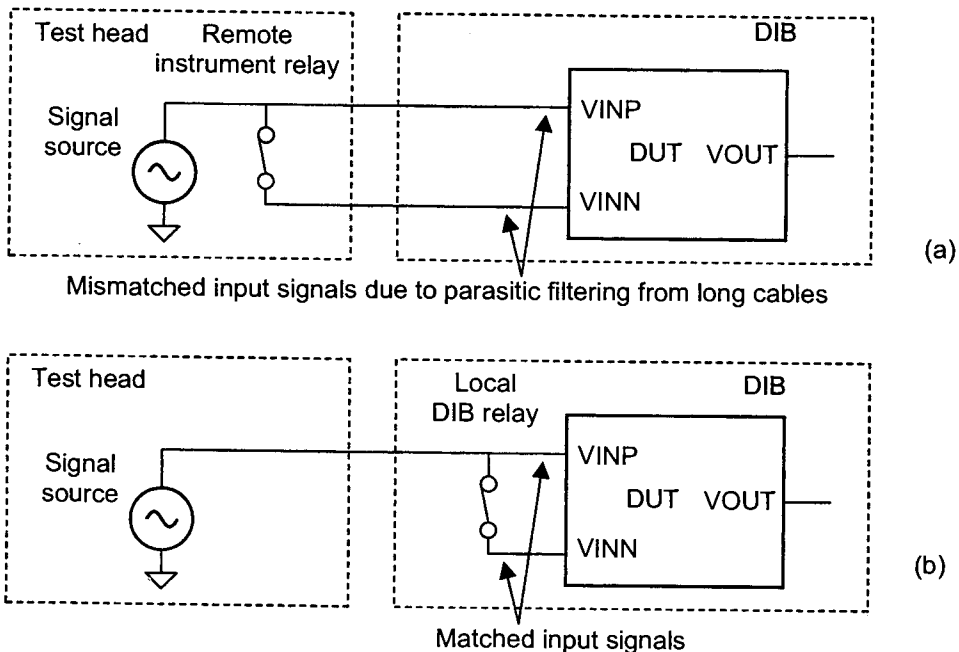 Test head
Remote
instrument relay
DIB
Signal
source
VINP
DUT
VOUT
VINN
(a)
Mismatched input signals due to parasitic filtering from long cables
Test head
Local
DIB relay
DIB
Signal
source
VINP
DUT
VOUT
VINN
(b)
Matched input signals